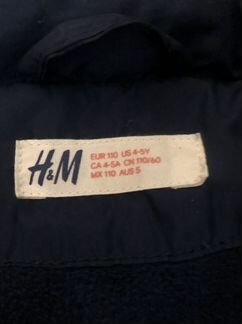 H&M
EUR 110 US 4-5Y
CA 4-5A CN 110/60
MX 110 AUS 5